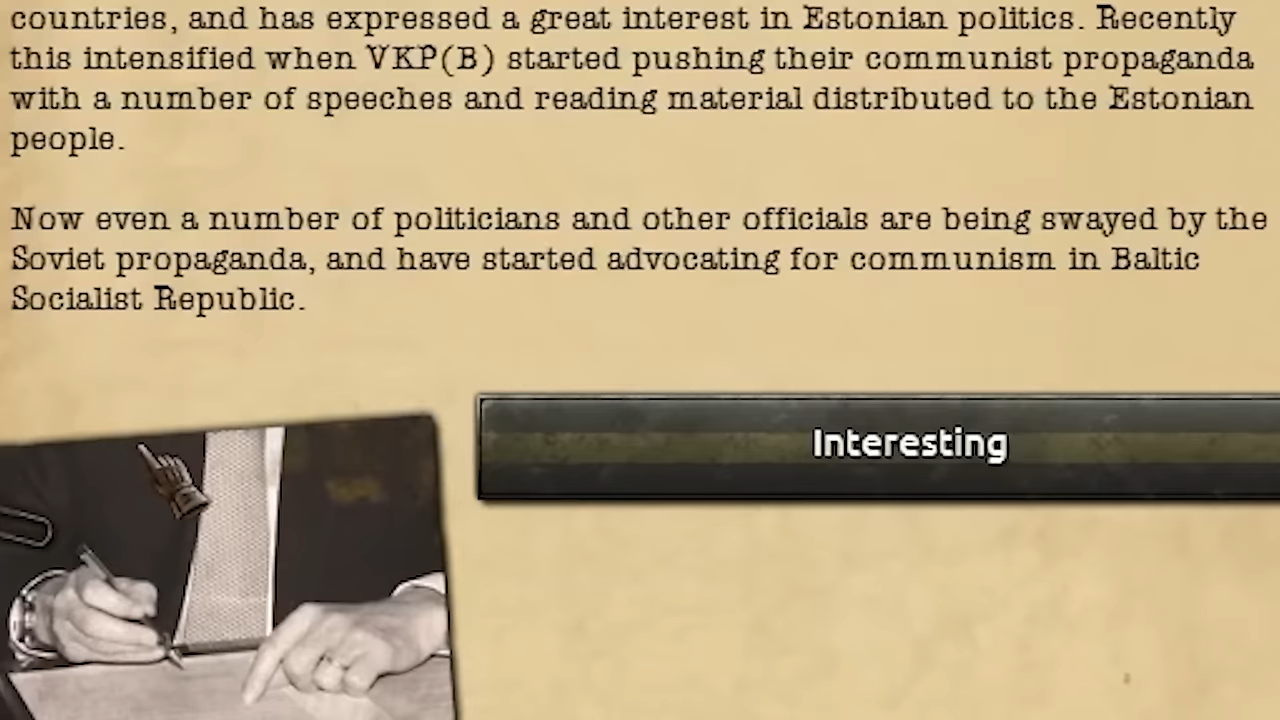 countries, and has expressed a great interest in Estonian politics. Recently
this intensified when VKP(B) started pushing their communist propaganda
with a number of speeches and reading material distributed to the Estonian
people.
Now even a number of politicians and other officials are being swayed by the
Soviet propaganda, and have started advocating for communism in Baltic
Socialist Republic.
Interesting